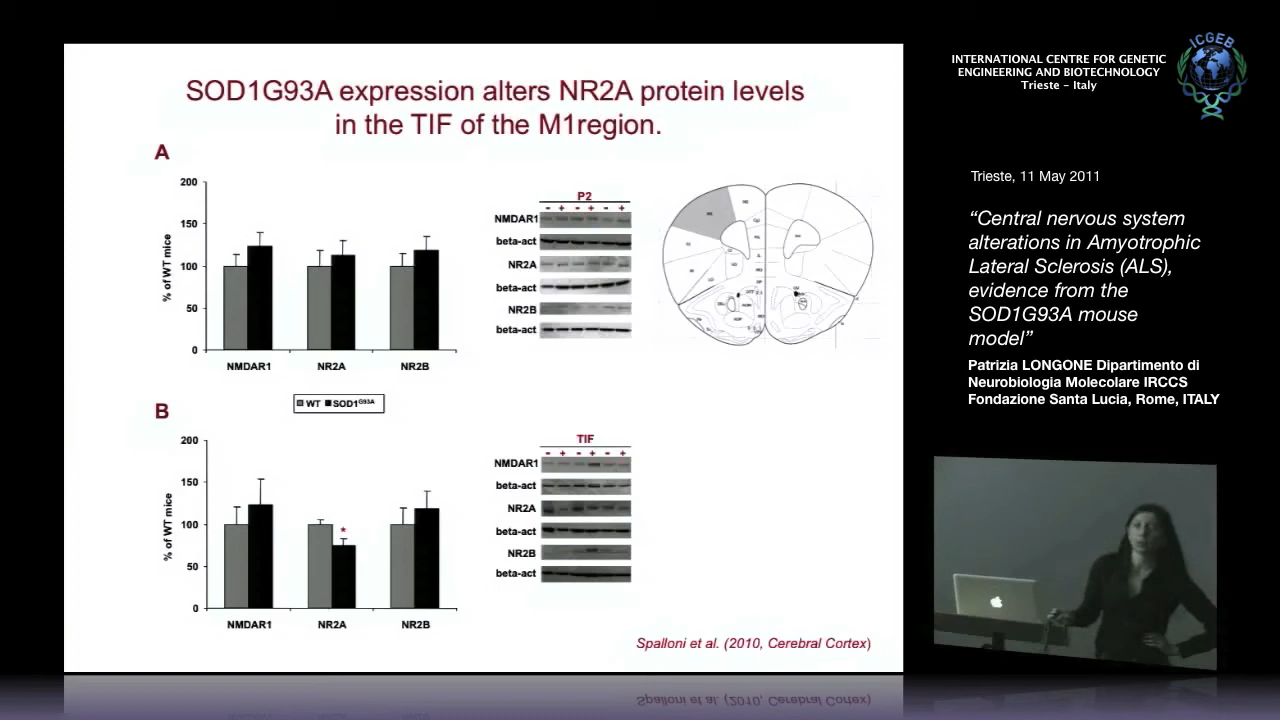 SOD1G93A expression alters NR2A protein levels
in the TIF of the M1region.
A
200
150
100
50
0
% of WT mice
NMDAR1
NR2A
NR2B
P2
- + - + - +
NMDAR1
beta-act
NR2A
beta-act
NR2B
beta-act
WT SOD1G93A
B
200
150
100
50
0
% of WT mice
*
NMDAR1
NR2A
NR2B
TIF
- + - + - +
NMDAR1
beta-act
NR2A
beta-act
NR2B
beta-act
Spalloni et al. (2010, Cerebral Cortex)
ICGEB
INTERNATIONAL CENTRE FOR GENETIC
ENGINEERING AND BIOTECHNOLOGY
Trieste - Italy
Trieste, 11 May 2011
“Central nervous system
alterations in Amyotrophic
Lateral Sclerosis (ALS),
evidence from the
SOD1G93A mouse
model”
Patrizia LONGONE Dipartimento di
Neurobiologia Molecolare IRCCS
Fondazione Santa Lucia, Rome, ITALY